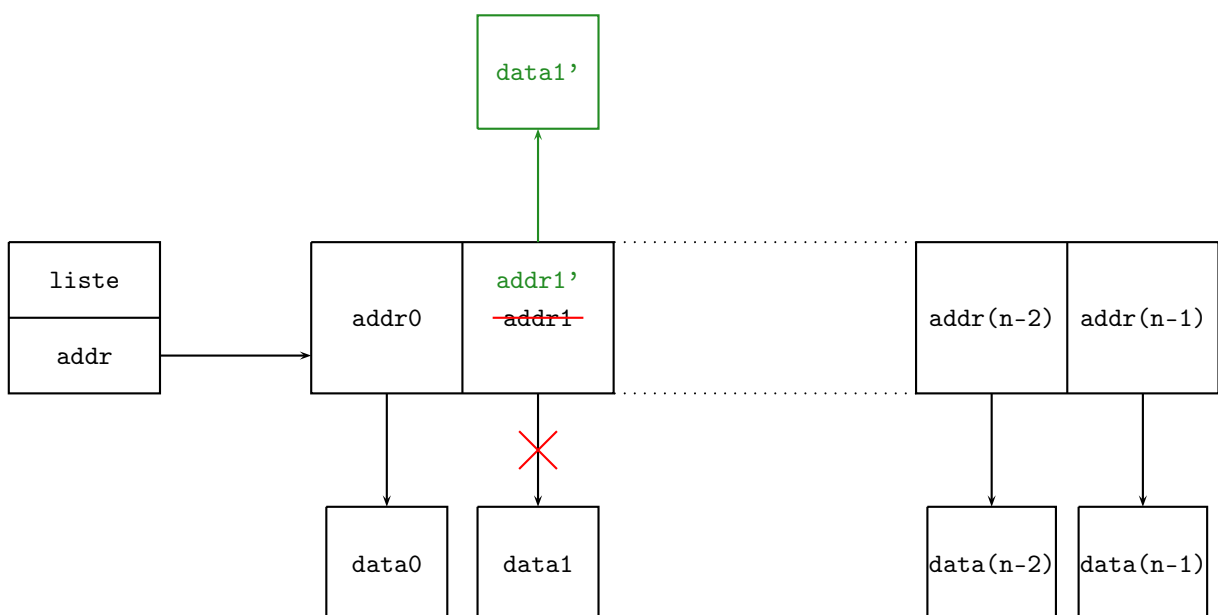 data1’
liste
addr
addr0
addr1’
addr1
addr(n-2)
addr(n-1)
data0
data1
data(n-2)
data(n-1)